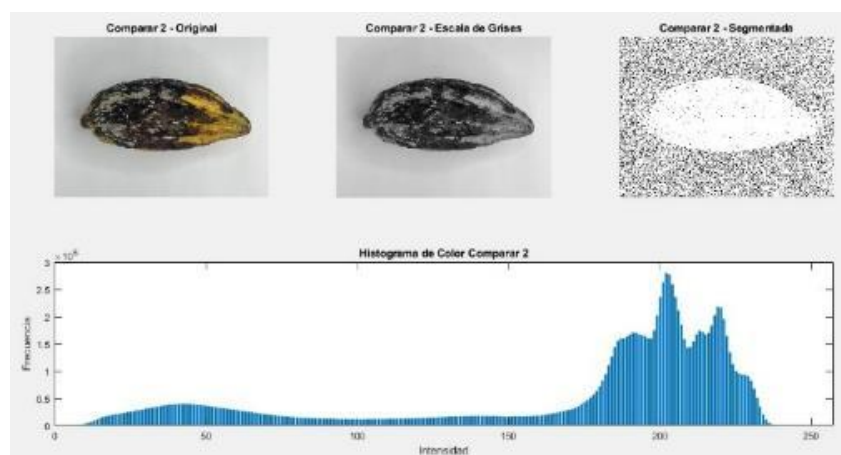 Comparar 2 - Original
Comparar 2 - Escala de Grises
Comparar 2 - Segmentada
Histograma de Color Comparar 2
×10⁶
3
2.5
2
1.5
1
0.5
0
Frecuencia
0 50 100 150 200 250
Intensidad